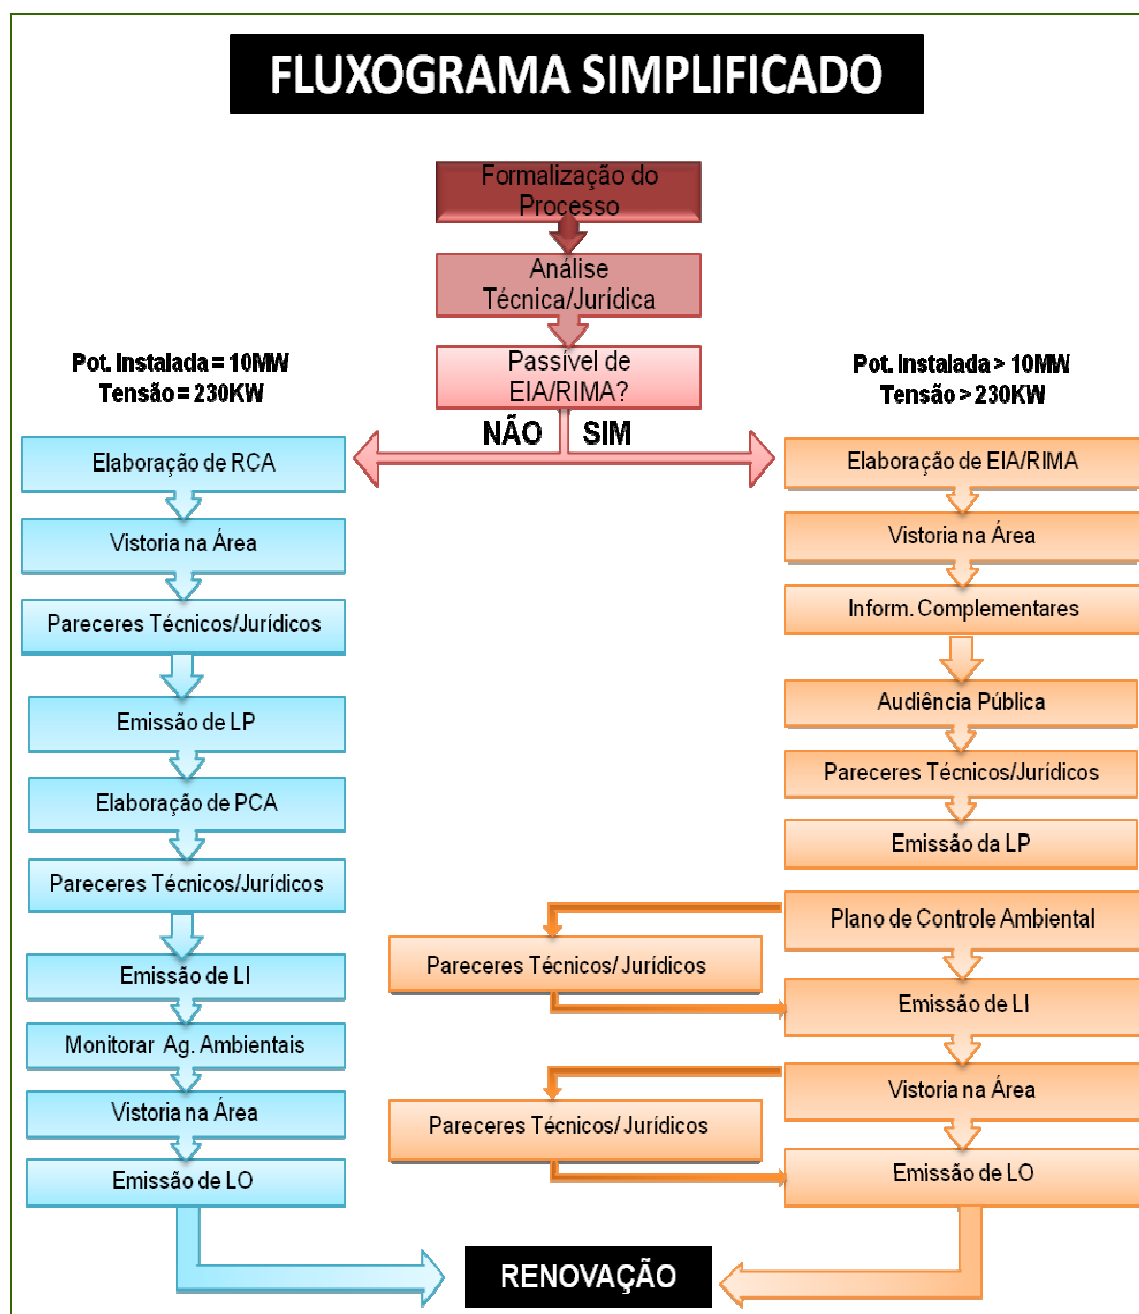 FLUXOGRAMA SIMPLIFICADO
Formalização do
Processo
Análise
Técnica/Jurídica
Passível de
EIA/RIMA?
NÃO
SIM
Pot. Instalada = 10MW
Tensão = 230KW
Elaboração de RCA
Vistoria na Área
Pareceres Técnicos/Jurídicos
Emissão de LP
Elaboração de PCA
Pareceres Técnicos/Jurídicos
Emissão de LI
Monitorar Ag. Ambientais
Vistoria na Área
Emissão de LO
Pot. Instalada > 10MW
Tensão > 230KW
Elaboração de EIA/RIMA
Vistoria na Área
Inform. Complementares
Audiência Pública
Pareceres Técnicos/Jurídicos
Emissão da LP
Plano de Controle Ambiental
Pareceres Técnicos/ Jurídicos
Emissão de LI
Vistoria na Área
Pareceres Técnicos/ Jurídicos
Emissão de LO
RENOVAÇÃO